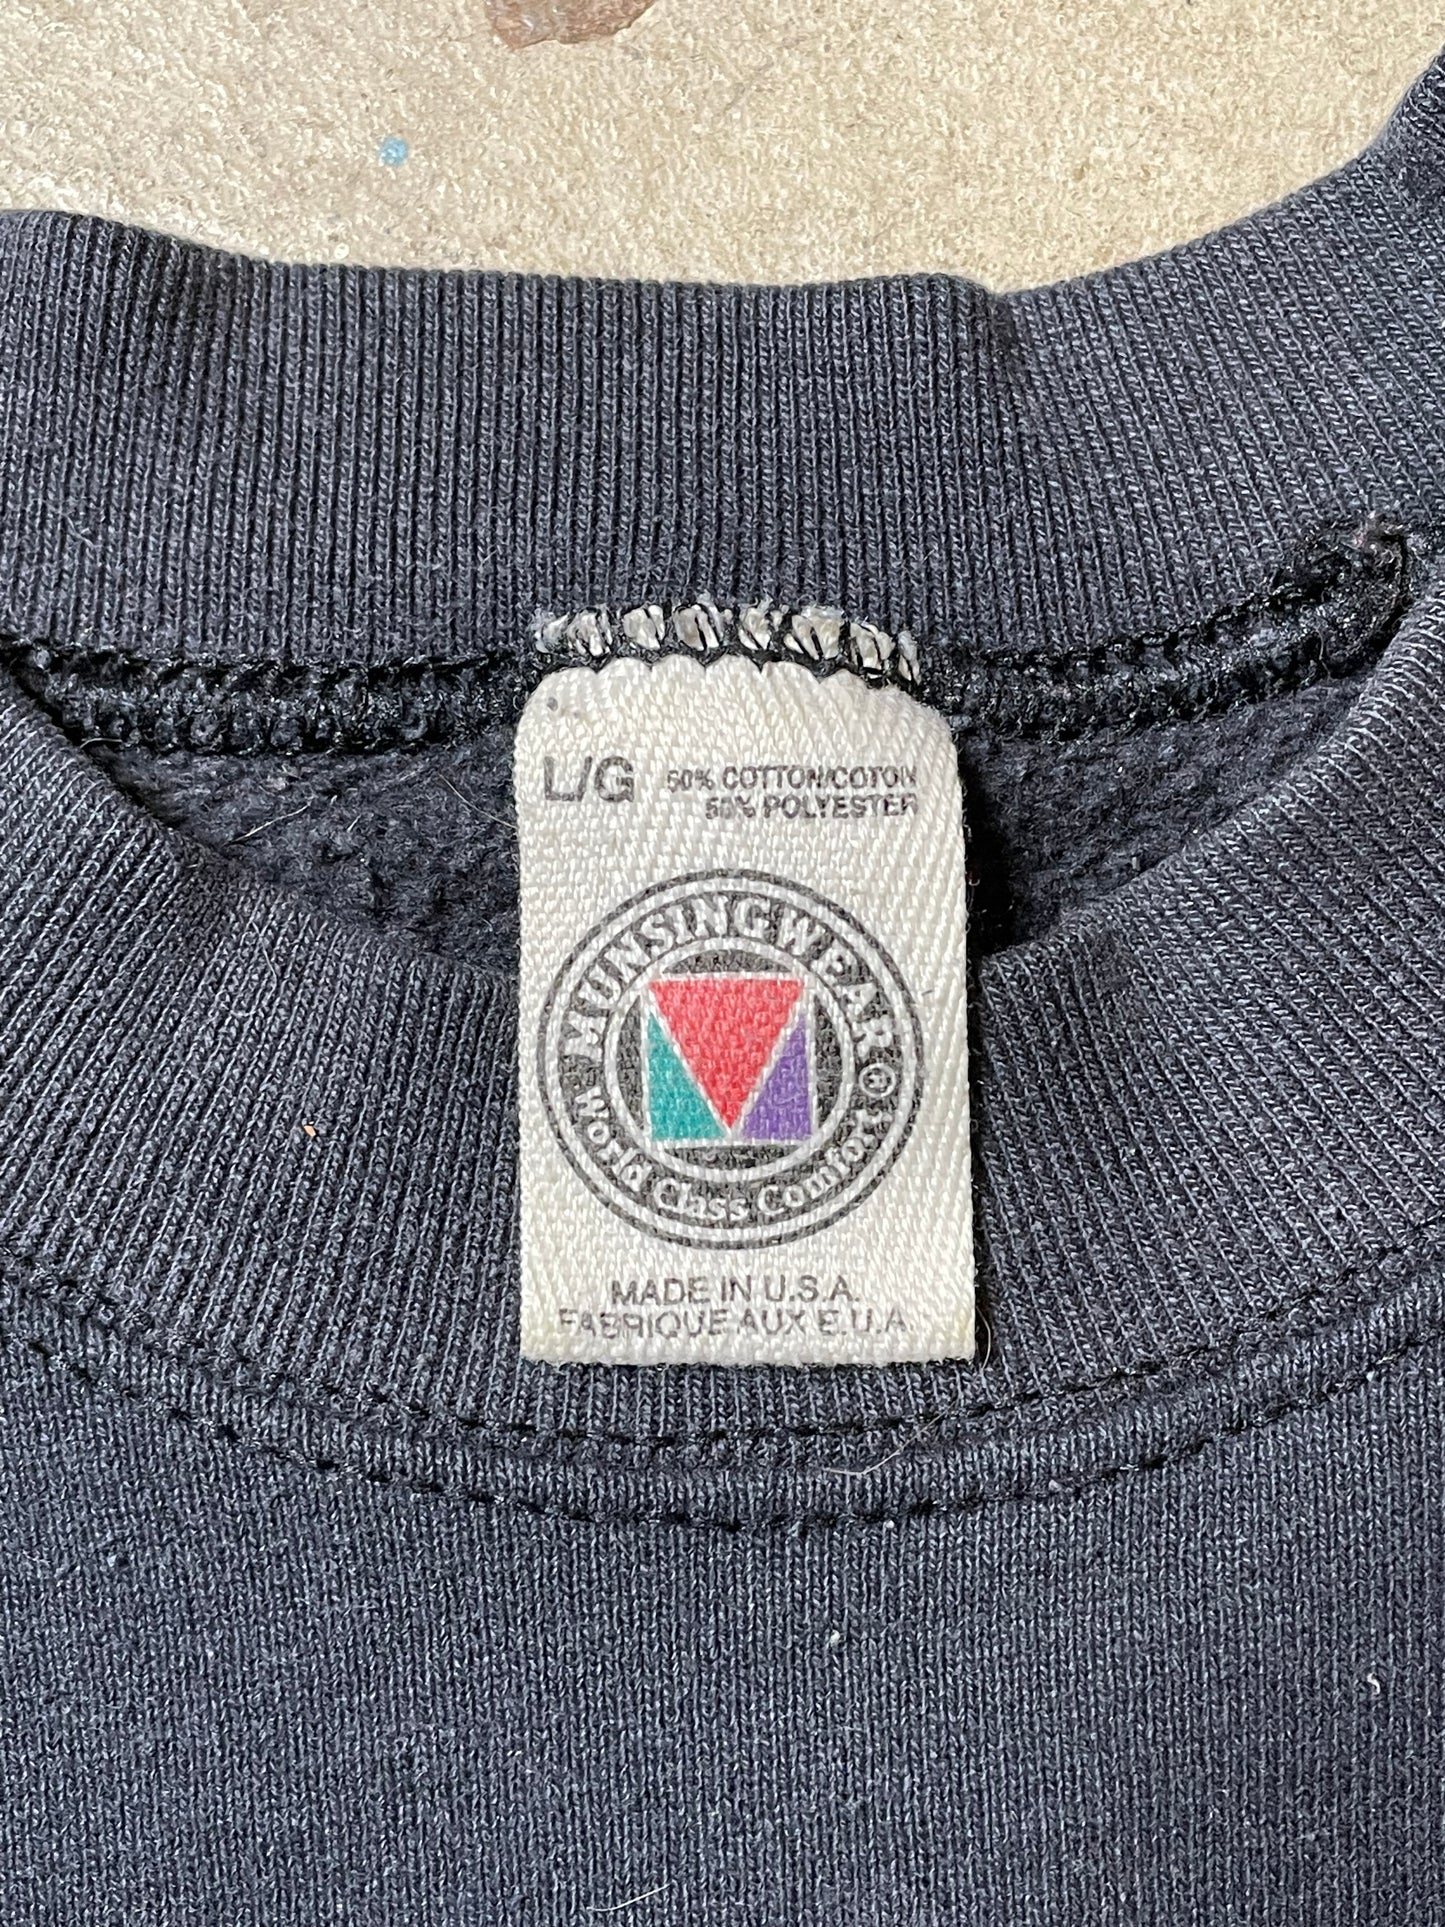 L/G 50% COTTON/COTON
50% POLYESTER
MUNSINGWEAR®
World Class Comfort
MADE IN U.S.A.
FABRIQUE AUX E.U.A.